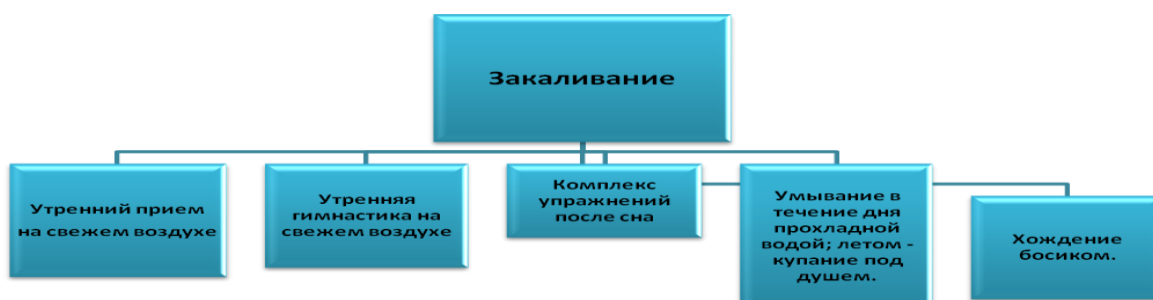 Закаливание
Утренний прием
на свежем воздухе
Утренняя
гимнастика на
свежем воздухе
Комплекс
упражнений
после сна
Умывание в
течение дня
прохладной
водой; летом -
купание под
душем.
Хождение
босиком.